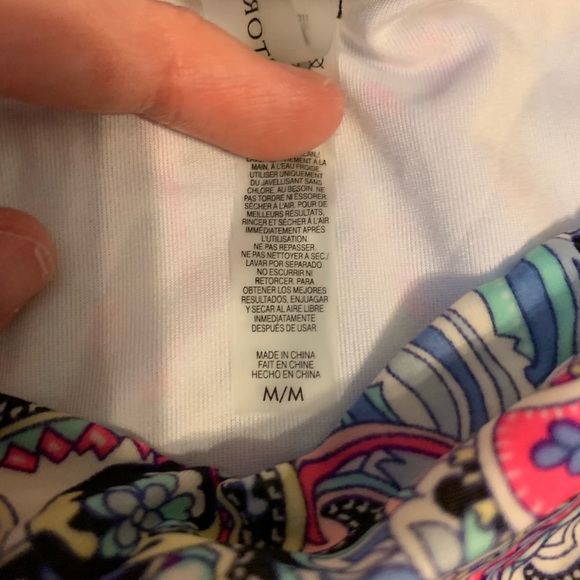 MAIN, À L'EAU FROIDE
UTILISER UNIQUEMENT
DU JAVELLISANT SANS
CHLORE, AU BESOIN. NE
PAS TORDRE NI ESSORER
SÉCHER À L'AIR. POUR DE
MEILLEURS RÉSULTATS,
RINCER ET SÉCHER À L'AIR
IMMÉDIATEMENT APRÈS
L'UTILISATION.
NE PAS REPASSER.
NE PAS NETTOYER À SEC./
LAVAR POR SEPARADO.
NO ESCURRIR NI
RETORCER. PARA
OBTENER LOS MEJORES
RESULTADOS, ENJUAGAR
Y SECAR AL AIRE LIBRE
INMEDIATAMENTE
DESPUÉS DE USAR.
MADE IN CHINA
FAIT EN CHINE
HECHO EN CHINA
M/M